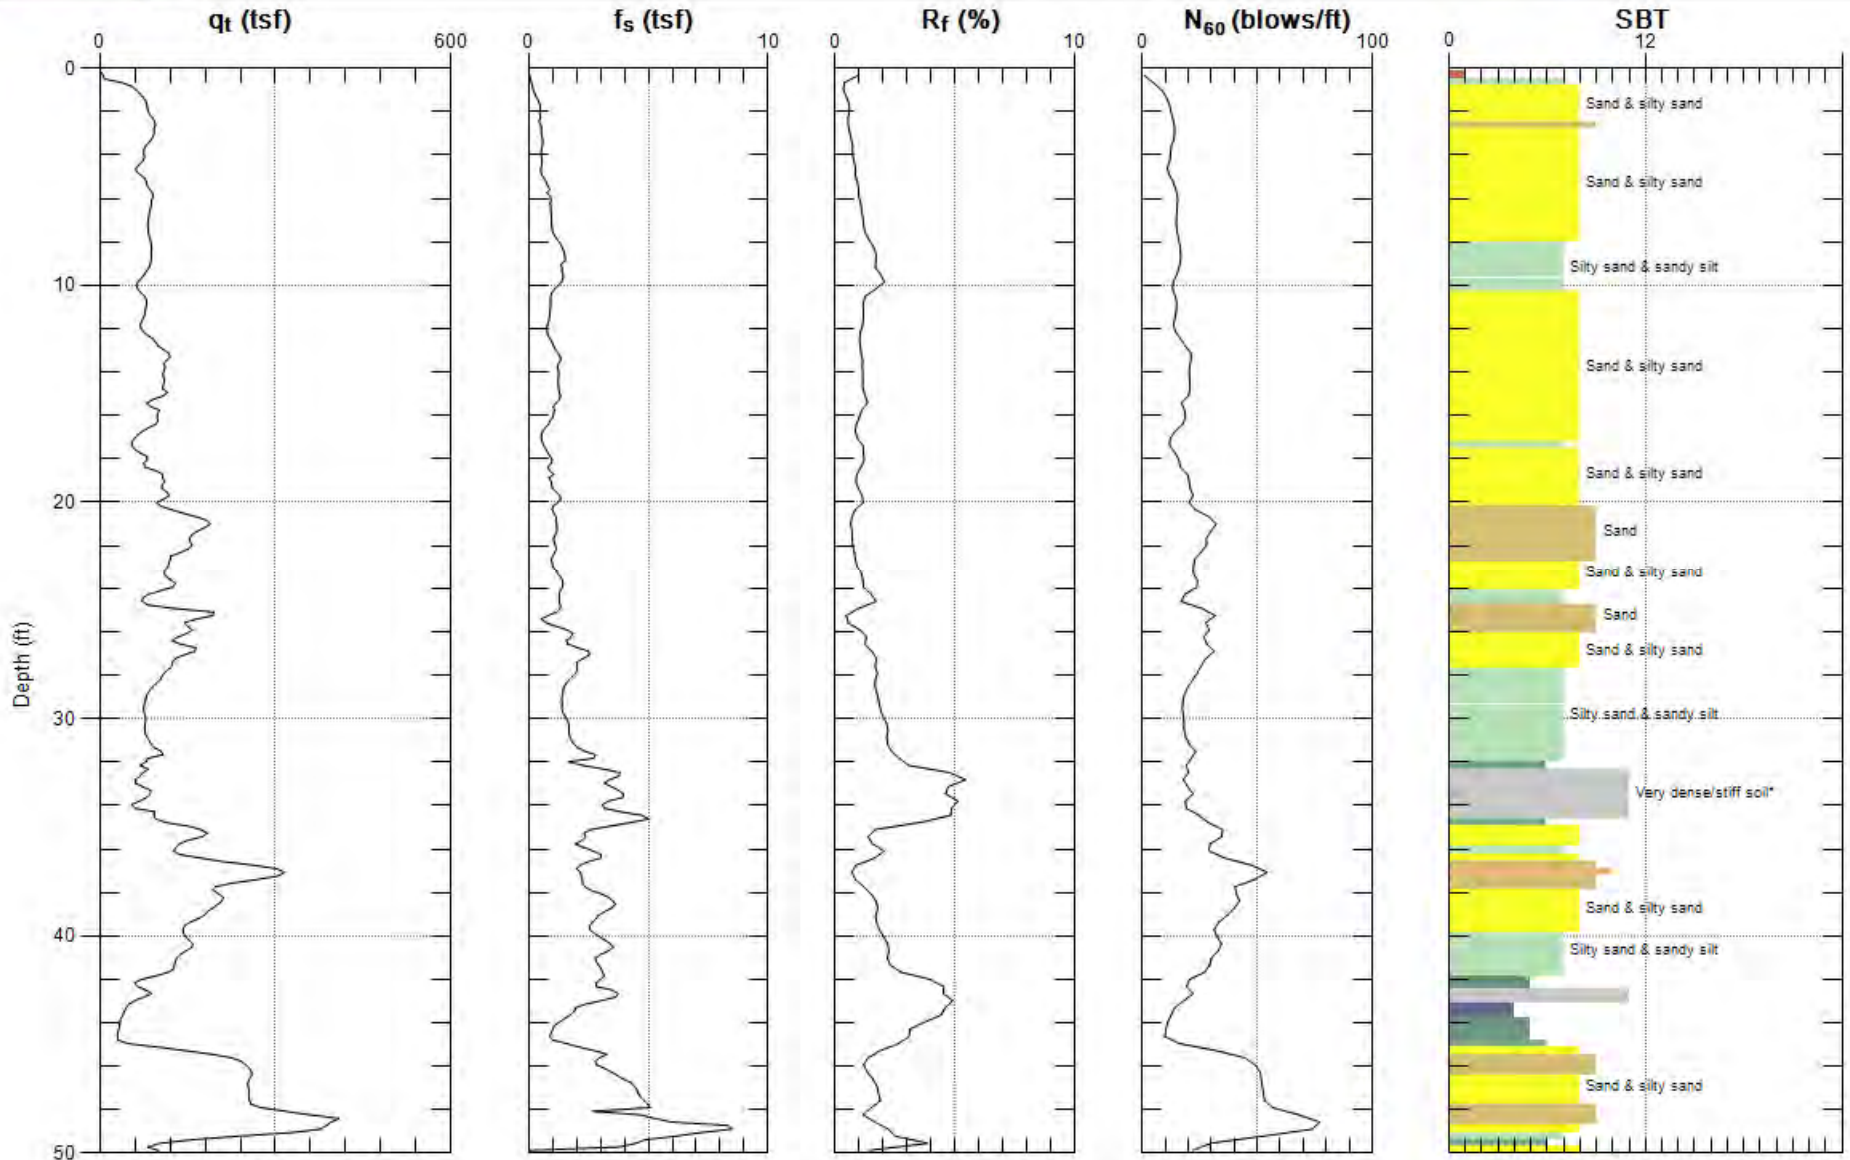 qt (tsf) fs (tsf) Rf (%) N60 (blows/ft) SBT
0 600 0 10 0 10 0 100 0 12
0
Sand & silty sand
Sand & silty sand
Silty sand & sandy silt
10
Sand & silty sand
Sand & silty sand
20
Sand
Sand & silty sand
Sand
Sand & silty sand
Depth (ft)
Silty sand & sandy silt
30
Very dense/stiff soil*
Sand & silty sand
40
Silty sand & sandy silt
Sand & silty sand
50